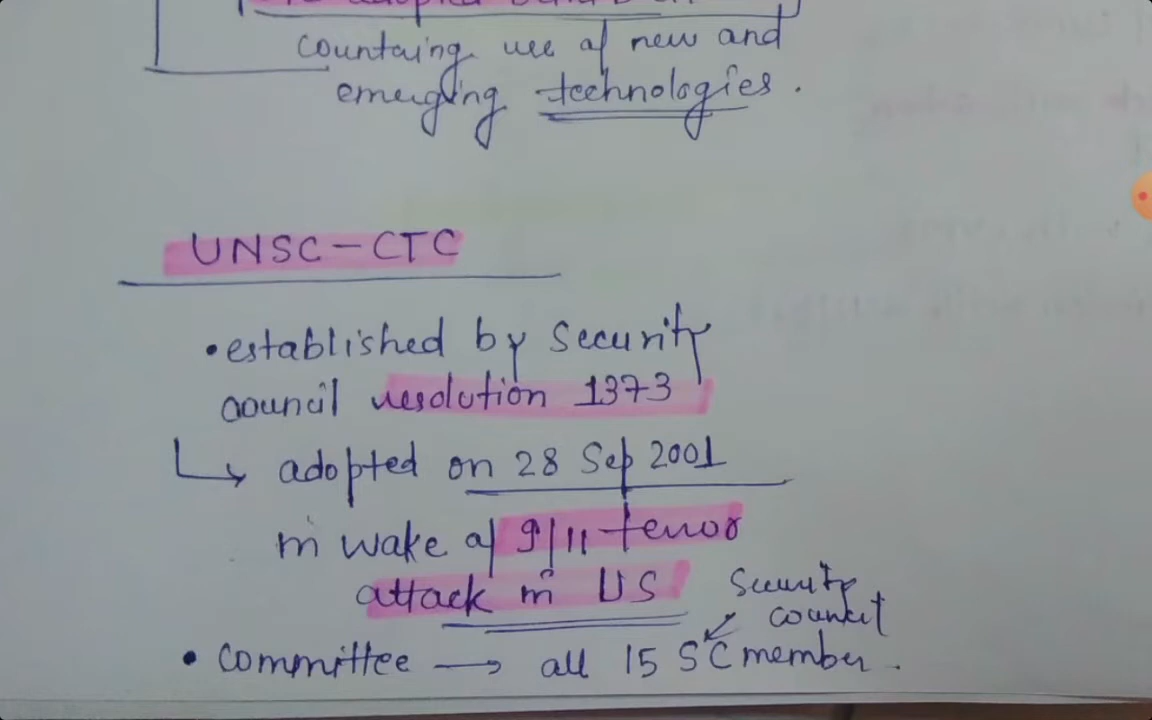 countering use of new and
emerging technologies.
UNSC-CTC
• established by Security
council resolution 1373
↳ adopted on 28 Sep 2001
in wake of 9/11 terror
attack in US
Security
council
• committee → all 15 SC member.